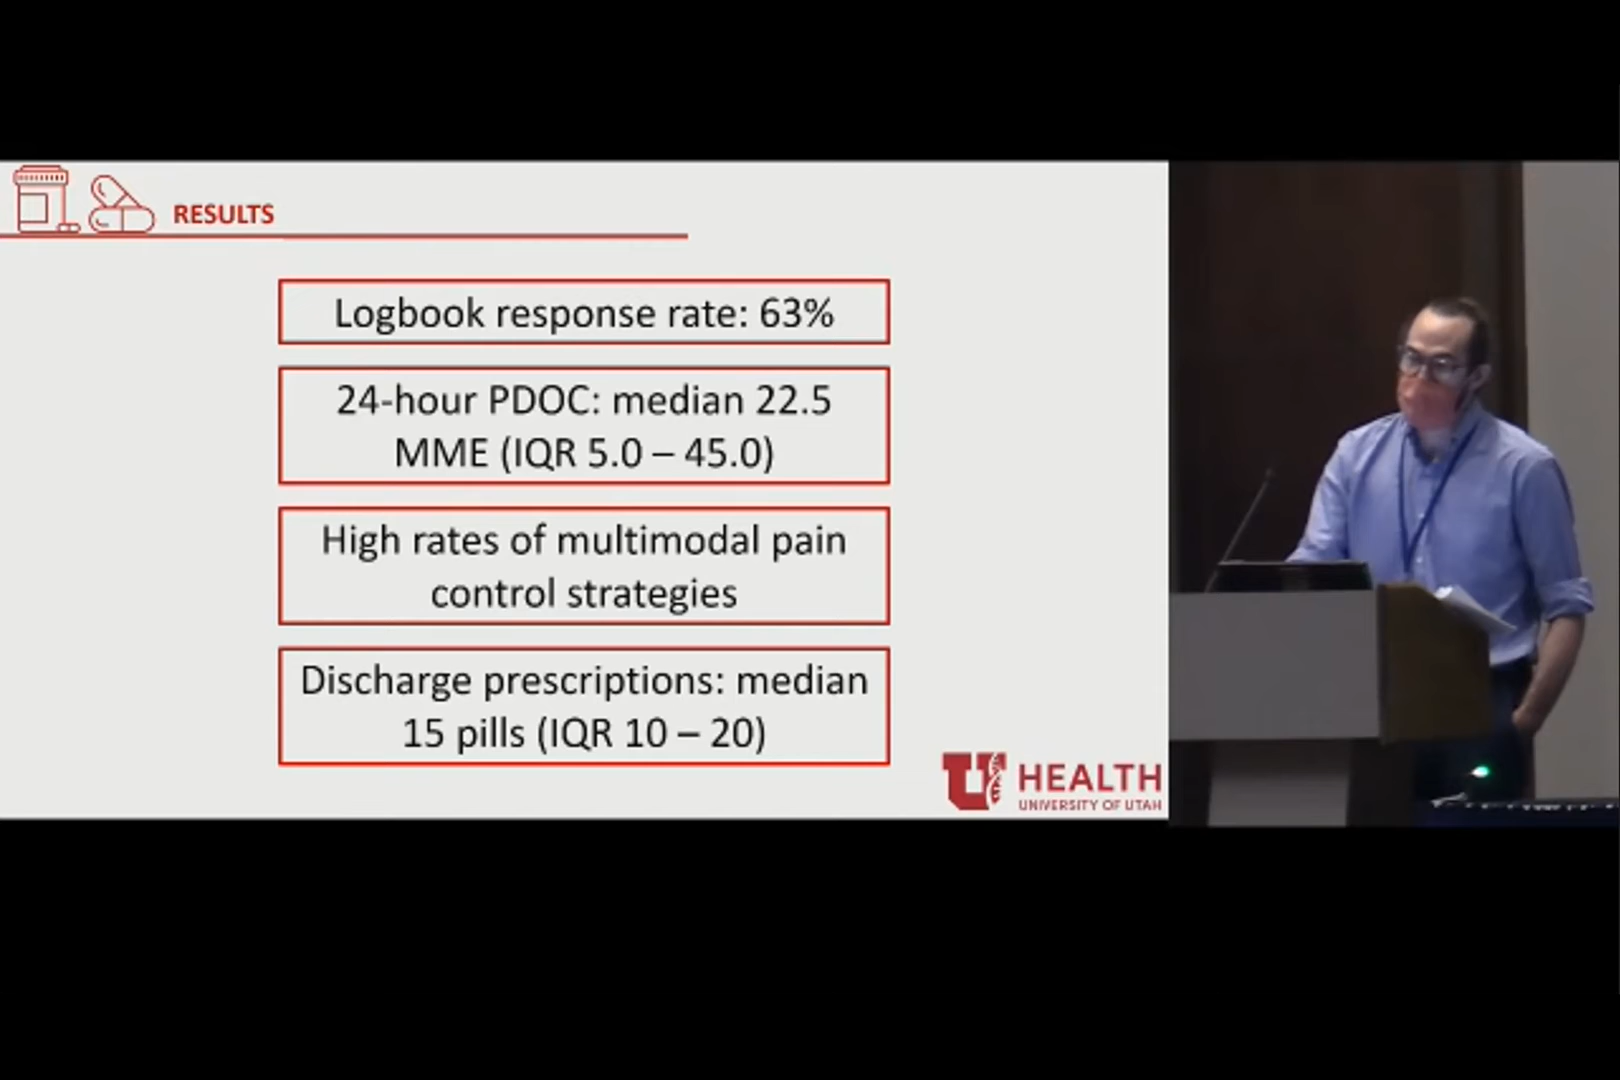 RESULTS
Logbook response rate: 63%
24-hour PDOC: median 22.5
MME (IQR 5.0 – 45.0)
High rates of multimodal pain
control strategies
Discharge prescriptions: median
15 pills (IQR 10 – 20)
U HEALTH
UNIVERSITY OF UTAH